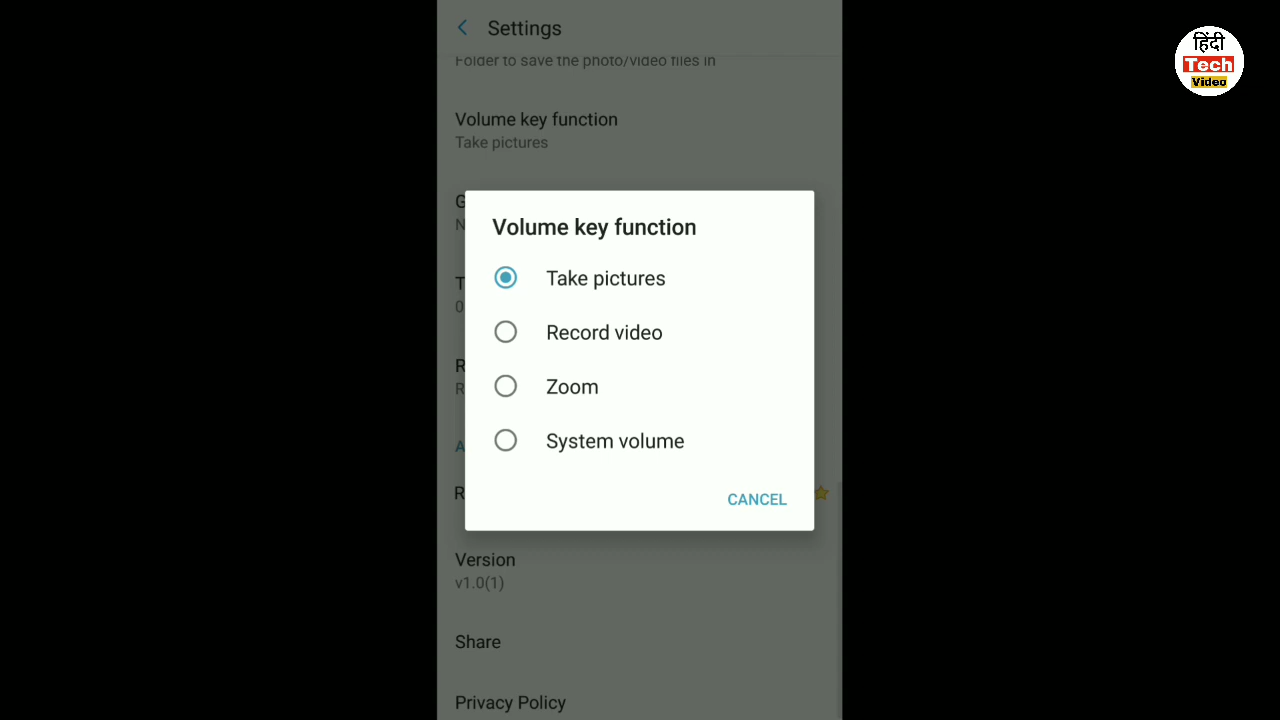 Settings
Folder to save the photo/video files in
Volume key function
Take pictures
Volume key function
Take pictures
Record video
Zoom
System volume
CANCEL
Version
v1.0(1)
Share
Privacy Policy
हिंदी
Tech
Video